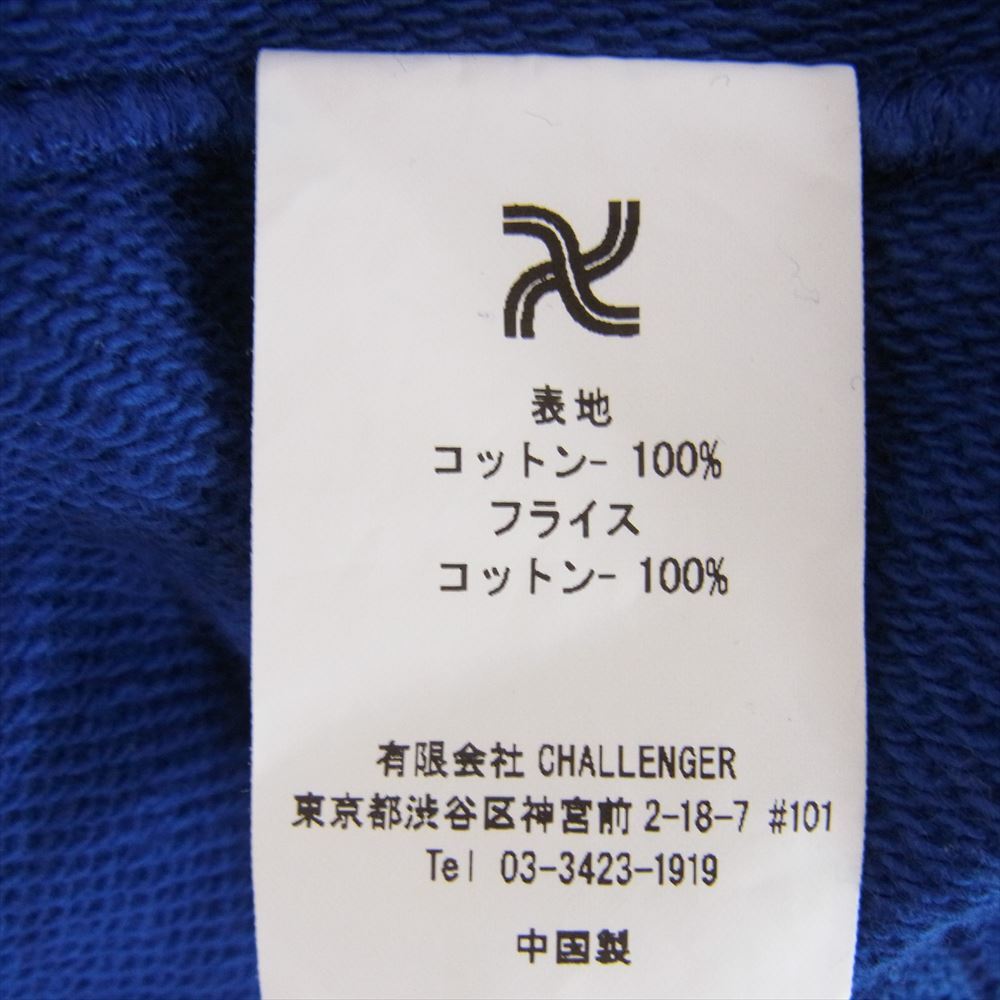 表地
コットン- 100%
フライス
コットン- 100%
有限会社 CHALLENGER
東京都渋谷区神宮前 2-18-7 #101
Tel 03-3423-1919
中国製